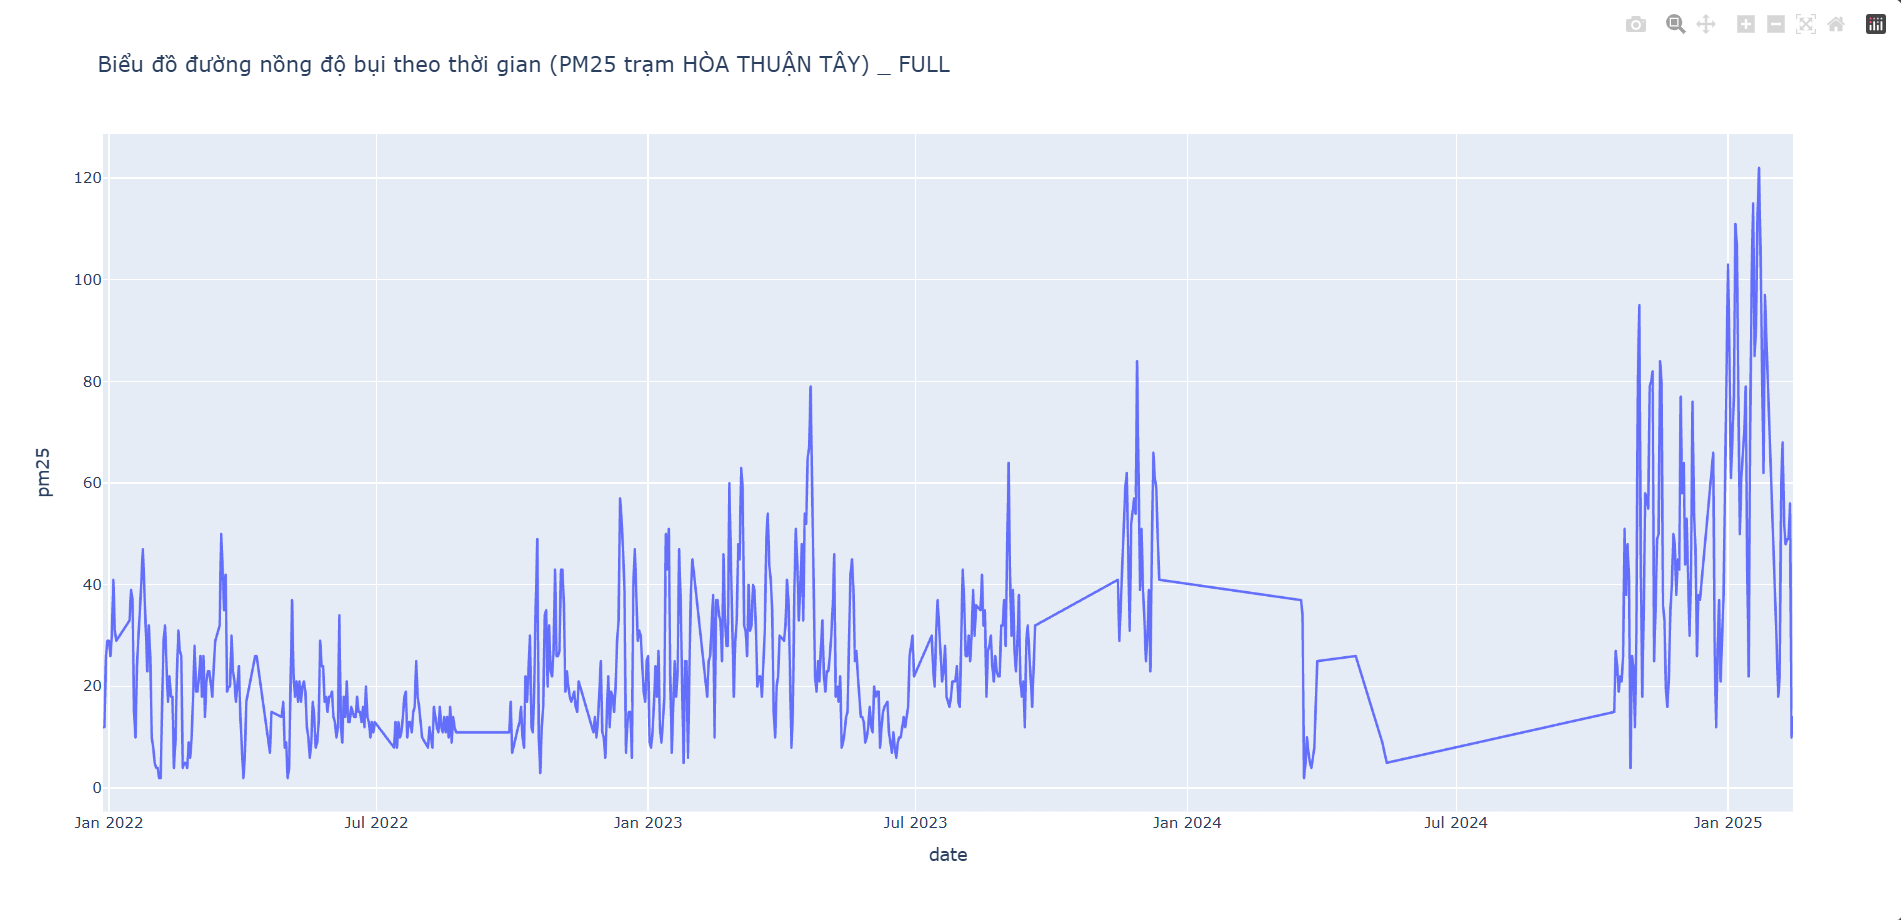 Biểu đồ đường nồng độ bụi theo thời gian (PM25 trạm HÒA THUẬN TÂY) _ FULL
120
100
80
60
40
20
0
pm25
Jan 2022 Jul 2022 Jan 2023 Jul 2023 Jan 2024 Jul 2024 Jan 2025
date